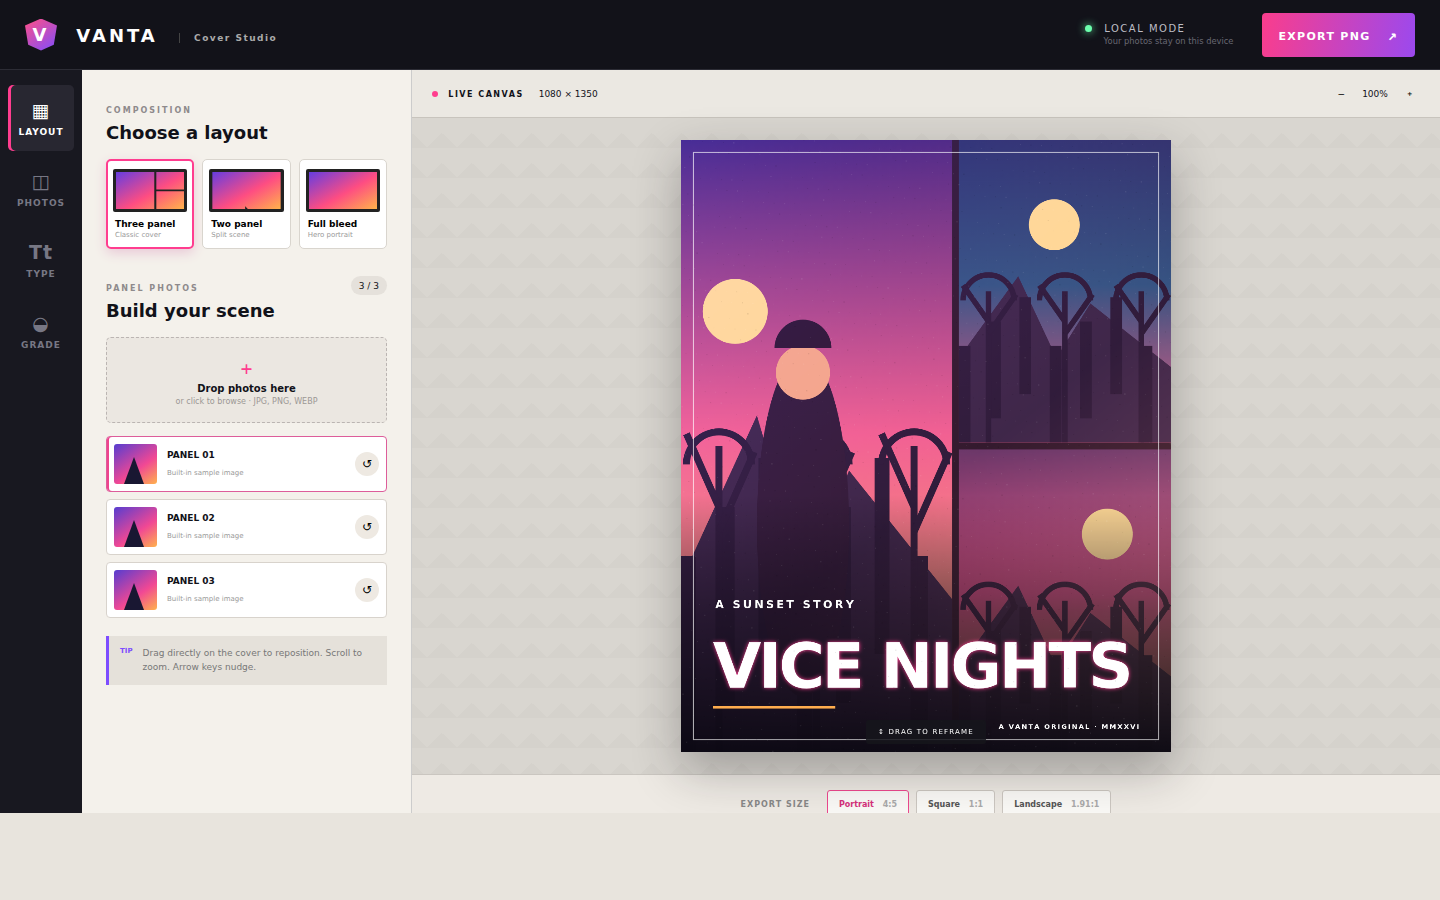 V VANTA Cover Studio
LOCAL MODE
Your photos stay on this device
EXPORT PNG ↗
LAYOUT
PHOTOS
Tt
TYPE
GRADE
COMPOSITION
Choose a layout
Three panel
Classic cover
Two panel
Split scene
Full bleed
Hero portrait
PANEL PHOTOS
3 / 3
Build your scene
+
Drop photos here
or click to browse · JPG, PNG, WEBP
PANEL 01
Built-in sample image
↺
PANEL 02
Built-in sample image
↺
PANEL 03
Built-in sample image
↺
TIP
Drag directly on the cover to reposition. Scroll to
zoom. Arrow keys nudge.
LIVE CANVAS 1080 × 1350
− 100% +
A SUNSET STORY
VICE NIGHTS
A VANTA ORIGINAL · MMXXVI
↕ DRAG TO REFRAME
EXPORT SIZE
Portrait 4:5
Square 1:1
Landscape 1.91:1